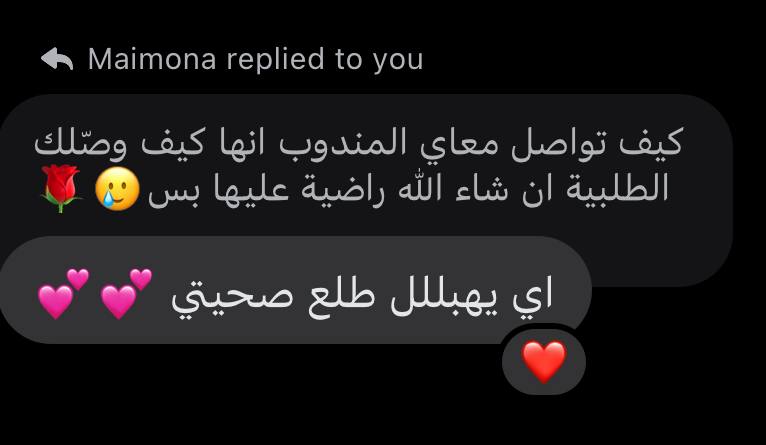 Maimona replied to you
كيف تواصل معاي المندوب انها كيف وصّلك
الطلبية ان شاء الله راضية عليها بس🥲🌹
اي يهبللل طلع صحيتي 💕💕
❤️